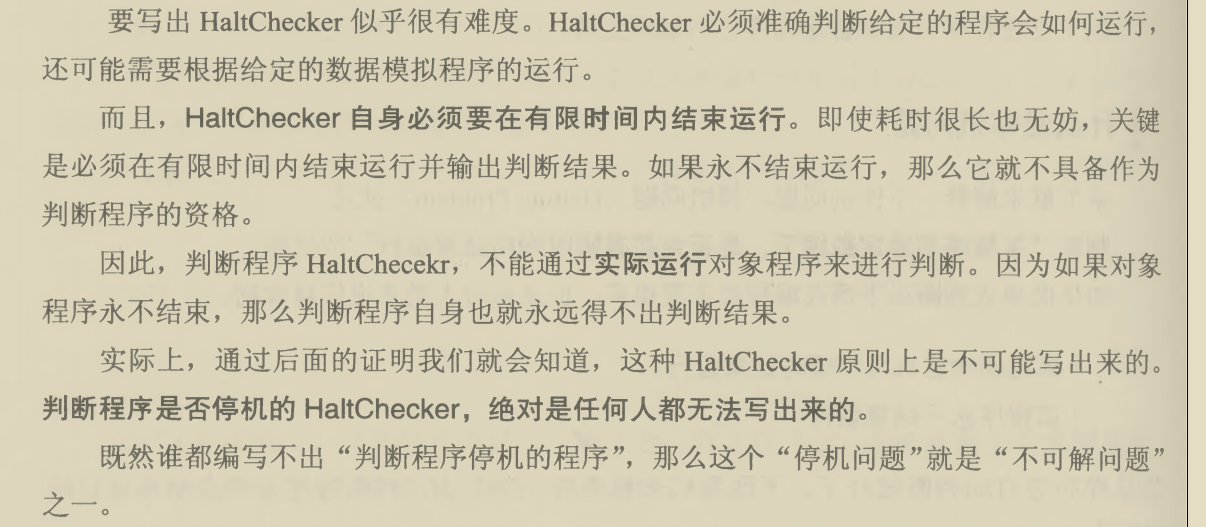 要写出 HaltChecker 似乎很有难度。HaltChecker 必须准确判断给定的程序会如何运行，
还可能需要根据给定的数据模拟程序的运行。
而且，HaltChecker 自身必须要在有限时间内结束运行。即使耗时很长也无妨，关键
是必须在有限时间内结束运行并输出判断结果。如果永不结束运行，那么它就不具备作为
判断程序的资格。
因此，判断程序 HaltChecekr，不能通过实际运行对象程序来进行判断。因为如果对象
程序永不结束，那么判断程序自身也就永远得不出判断结果。
实际上，通过后面的证明我们就会知道，这种 HaltChecker 原则上是不可能写出来的。
判断程序是否停机的 HaltChecker，绝对是任何人都无法写出来的。
既然谁都编写不出“判断程序停机的程序”，那么这个“停机问题”就是“不可解问题”
之一。